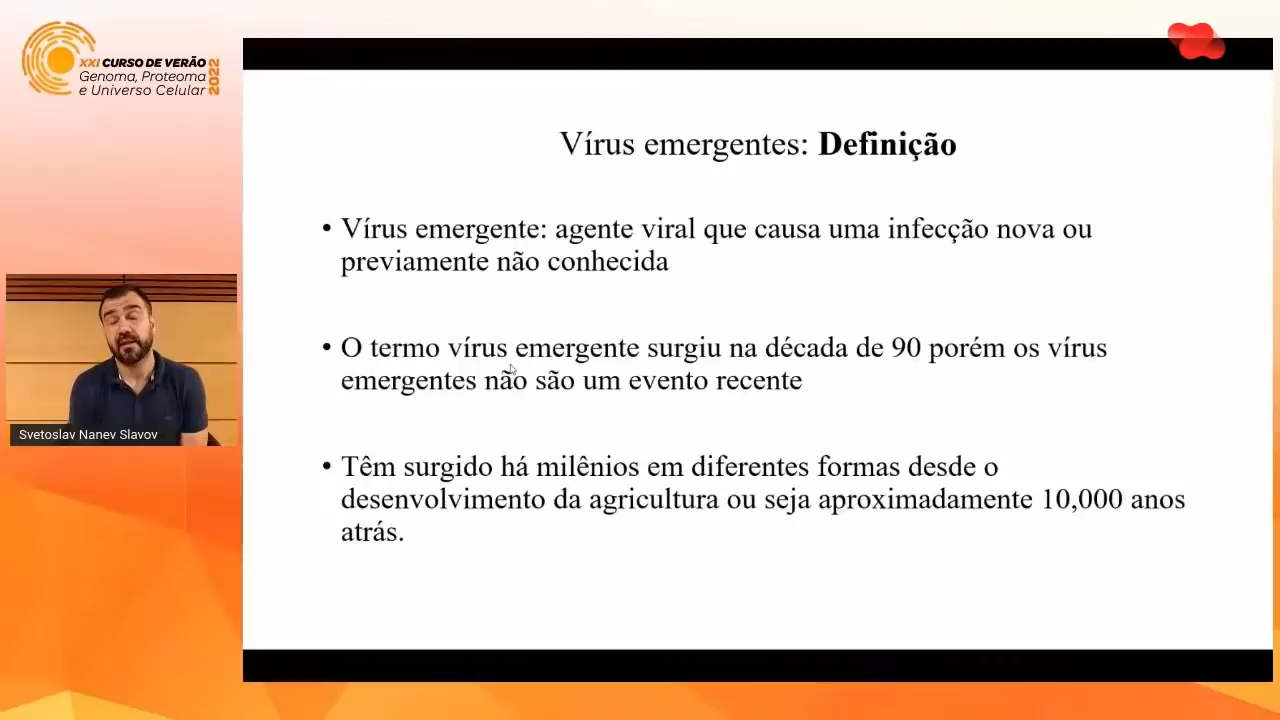 XXI CURSO DE VERÃO
Genoma, Proteoma
e Universo Celular
2022
Vírus emergentes: Definição
• Vírus emergente: agente viral que causa uma infecção nova ou
previamente não conhecida
• O termo vírus emergente surgiu na década de 90 porém os vírus
emergentes não são um evento recente
• Têm surgido há milênios em diferentes formas desde o
desenvolvimento da agricultura ou seja aproximadamente 10,000 anos
atrás.
Svetoslav Nanev Slavov